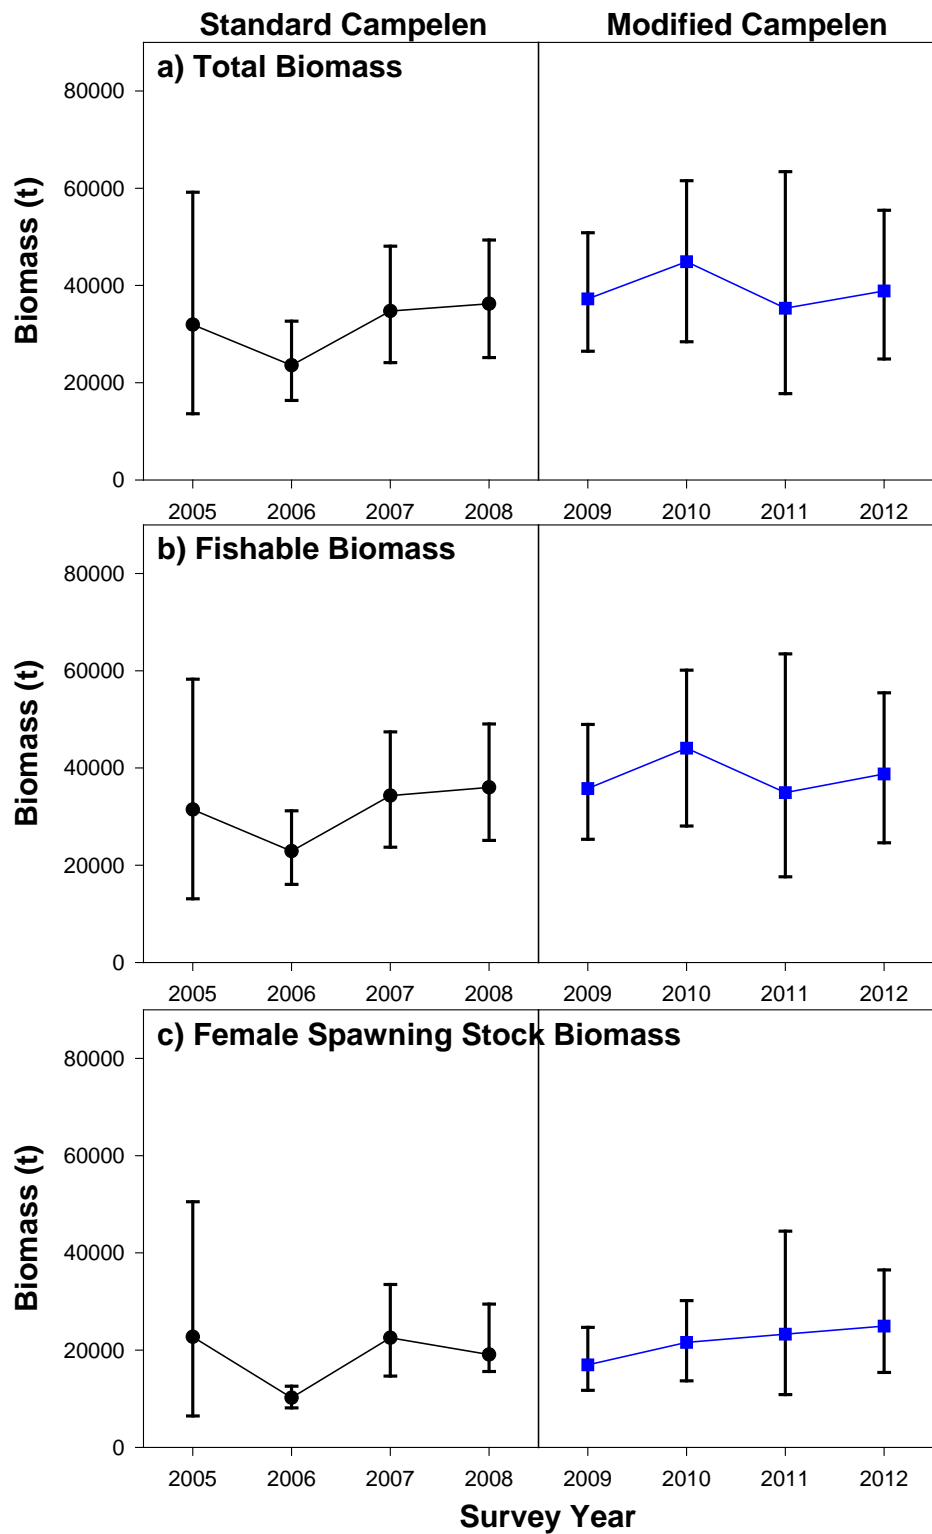 Standard Campelen Modified Campelen
a) Total Biomass
80000
60000
40000
20000
0
Biomass (t)
2005 2006 2007 2008 2009 2010 2011 2012
b) Fishable Biomass
80000
60000
40000
20000
0
Biomass (t)
2005 2006 2007 2008 2009 2010 2011 2012
c) Female Spawning Stock Biomass
80000
60000
40000
20000
0
Biomass (t)
2005 2006 2007 2008 2009 2010 2011 2012
Survey Year